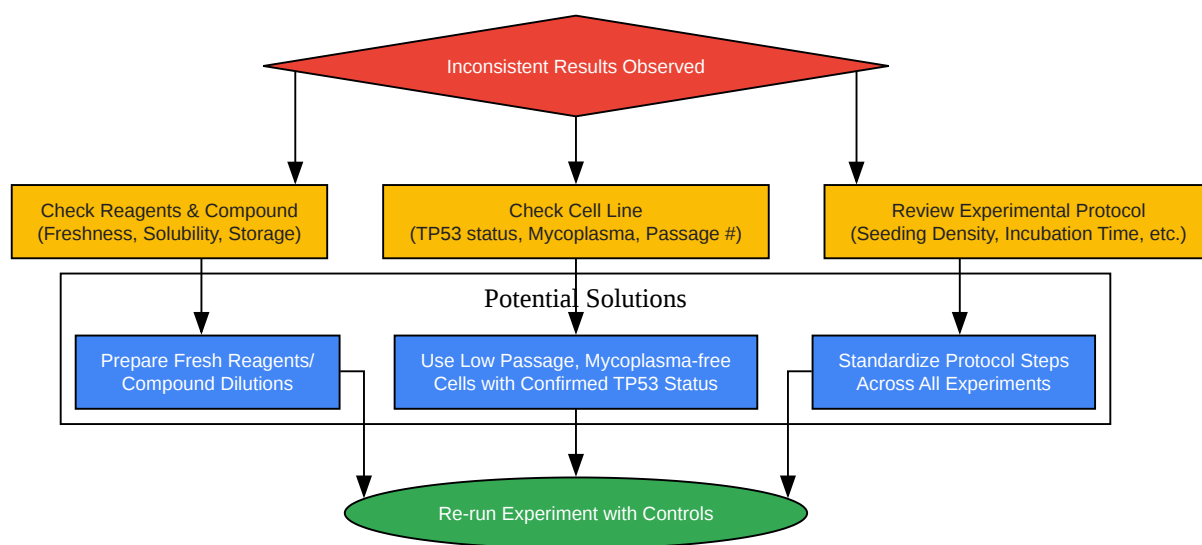 Inconsistent Results Observed
Check Reagents & Compound
(Freshness, Solubility, Storage)
Check Cell Line
(TP53 status, Mycoplasma, Passage #)
Review Experimental Protocol
(Seeding Density, Incubation Time, etc.)
Potential Solutions
Prepare Fresh Reagents/
Compound Dilutions
Use Low Passage, Mycoplasma-free
Cells with Confirmed TP53 Status
Standardize Protocol Steps
Across All Experiments
Re-run Experiment with Controls